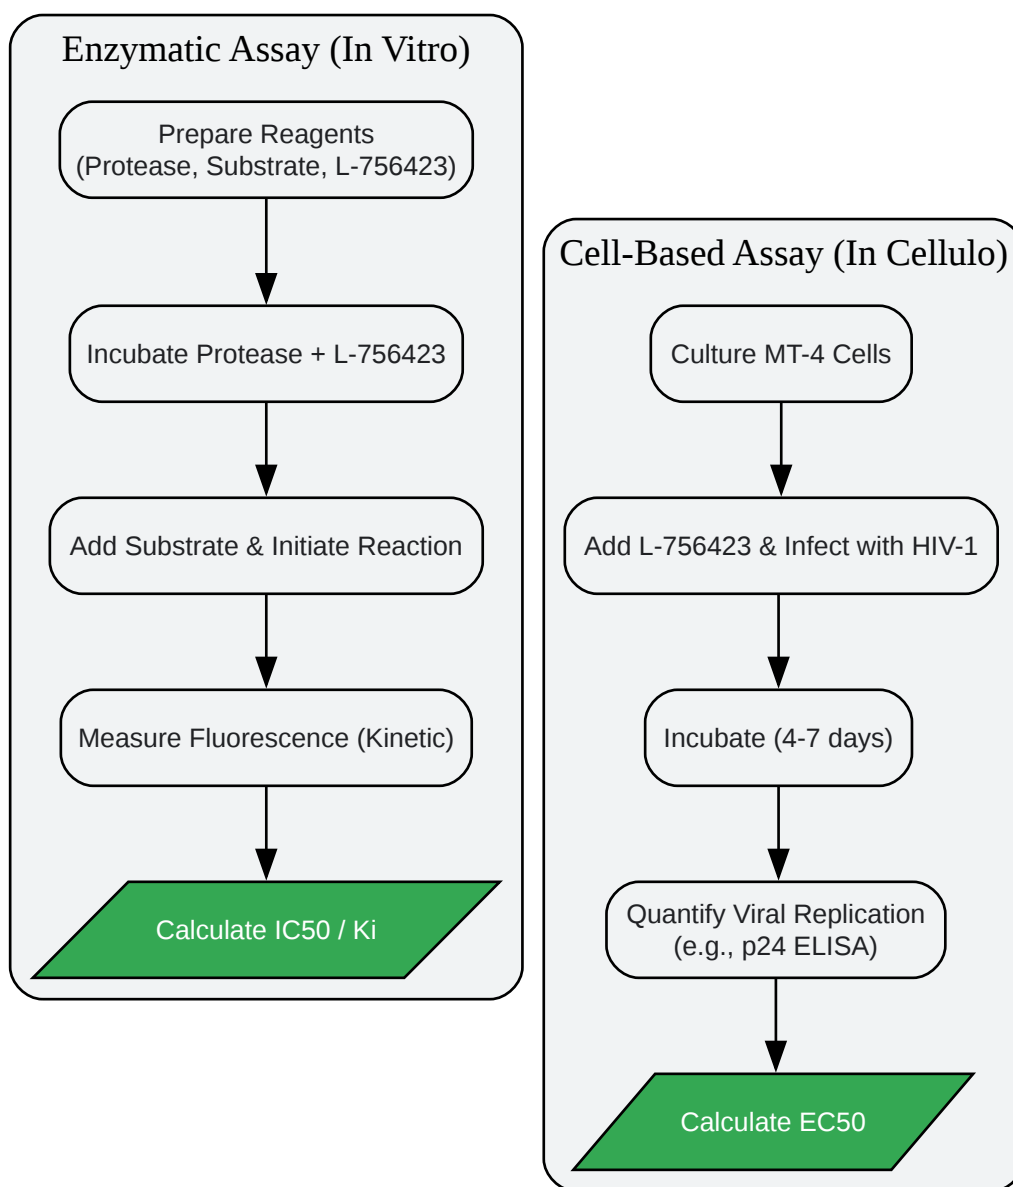 Enzymatic Assay (In Vitro)
Prepare Reagents
(Protease, Substrate, L-756423)
Incubate Protease + L-756423
Add Substrate & Initiate Reaction
Measure Fluorescence (Kinetic)
Calculate IC50 / Ki
Cell-Based Assay (In Cellulo)
Culture MT-4 Cells
Add L-756423 & Infect with HIV-1
Incubate (4-7 days)
Quantify Viral Replication
(e.g., p24 ELISA)
Calculate EC50